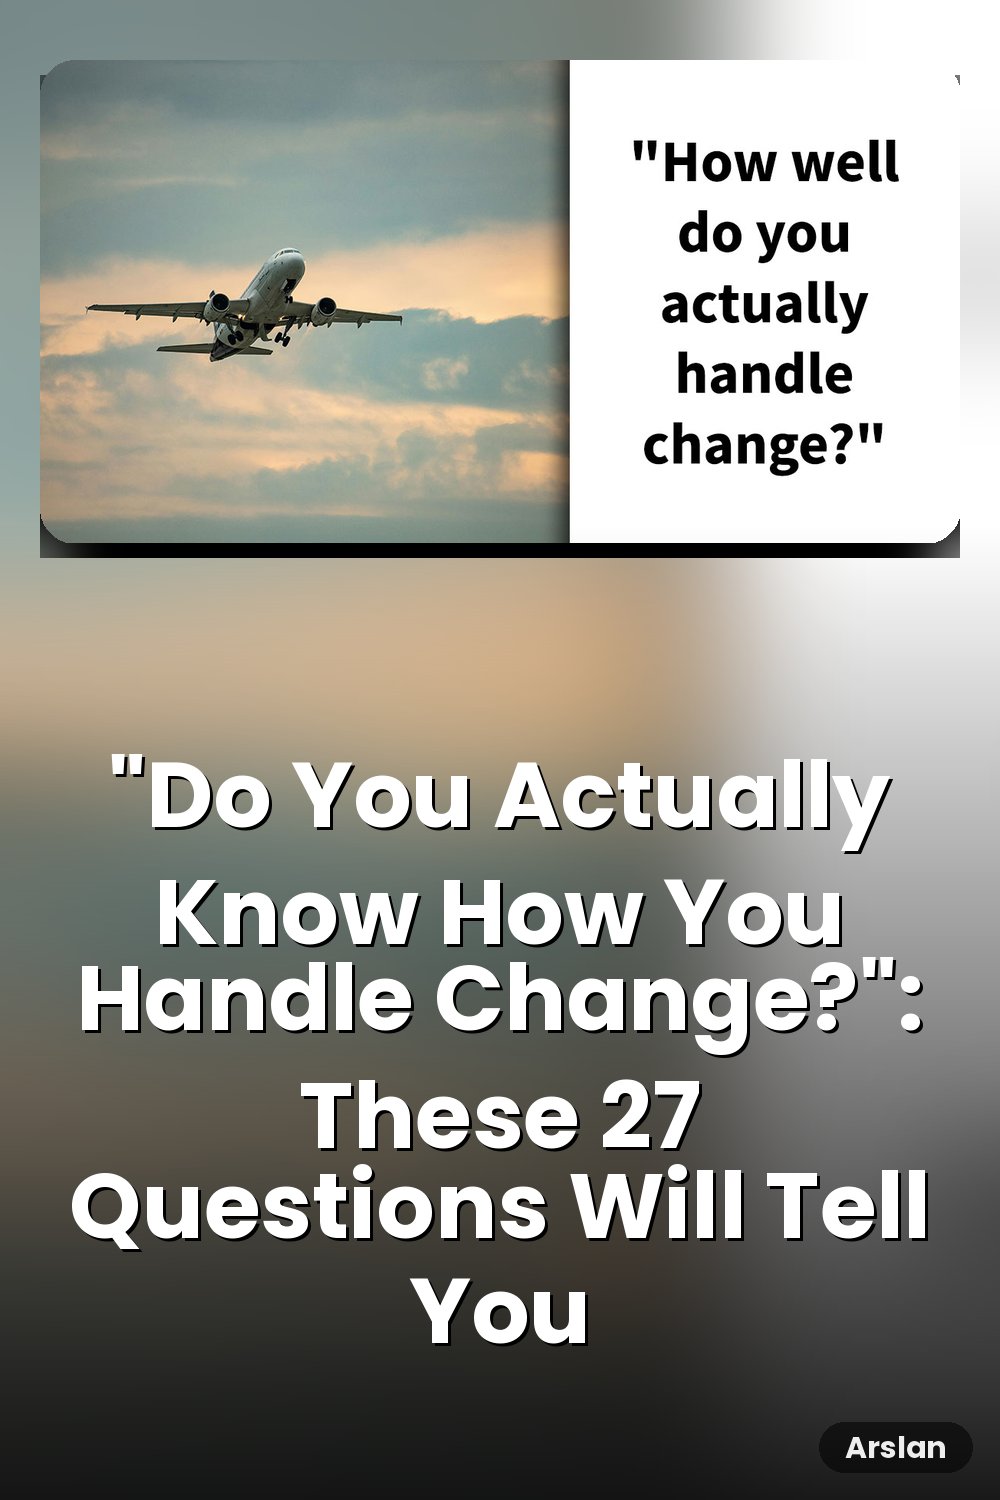 "How well
do you
actually
handle
change?"
"Do You Actually
Know How You
Handle Change?":
These 27
Questions Will Tell
You
Arslan